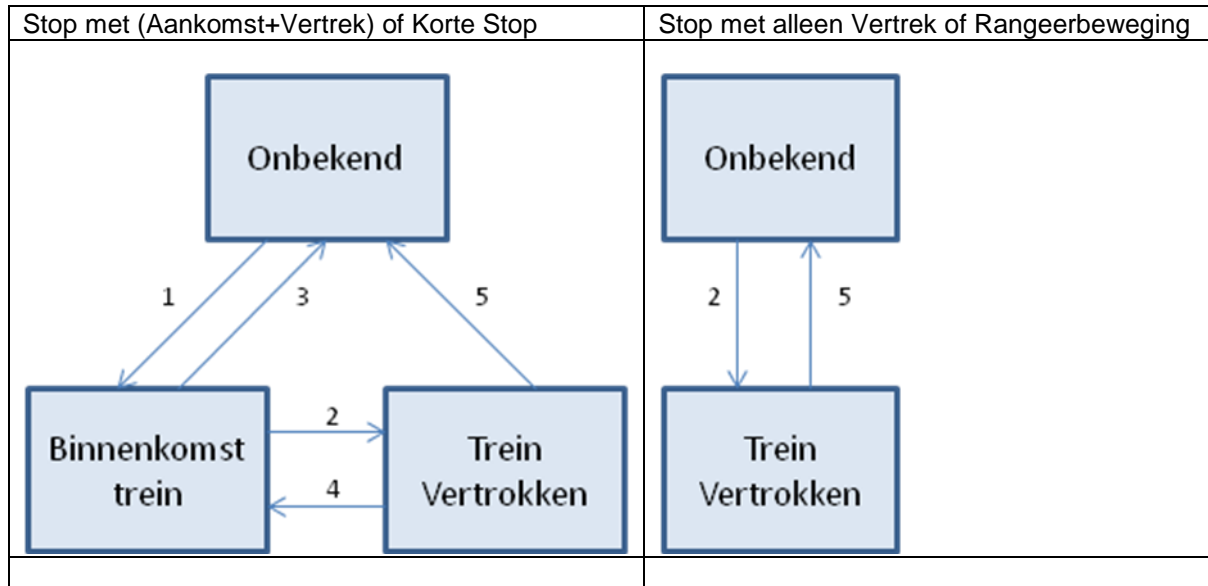 Stop met (Aankomst+Vertrek) of Korte Stop
Onbekend
1
3
5
Binnenkomst
trein
2
4
Trein
Vertrokken
Stop met alleen Vertrek of Rangeerbeweging
Onbekend
2
5
Trein
Vertrokken